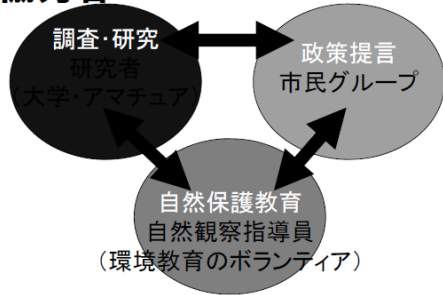 調査・研究
研究者
(大学・アマチュア)
政策提言
市民グループ
自然保護教育
自然観察指導員
(環境教育のボランティア)